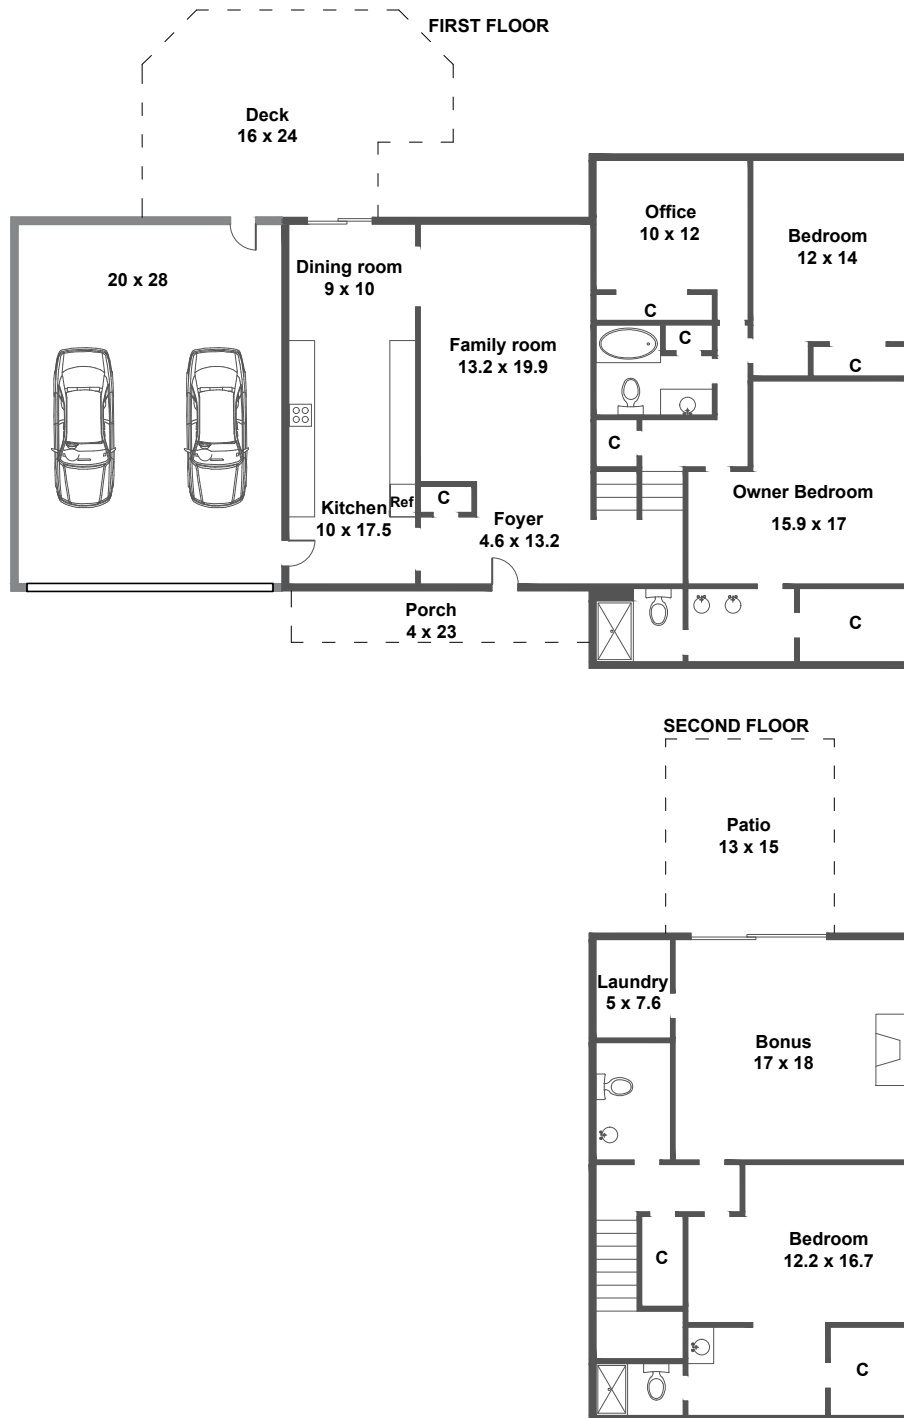 FIRST FLOOR
Deck
16 x 24
Office
10 x 12
Bedroom
12 x 14
20 x 28
Dining room
9 x 10
C
C
C
Family room
13.2 x 19.9
C
Owner Bedroom
15.9 x 17
Kitchen
10 x 17.5
Ref
C
Foyer
4.6 x 13.2
Porch
4 x 23
C
SECOND FLOOR
Patio
13 x 15
Laundry
5 x 7.6
Bonus
17 x 18
Bedroom
12.2 x 16.7
C
C